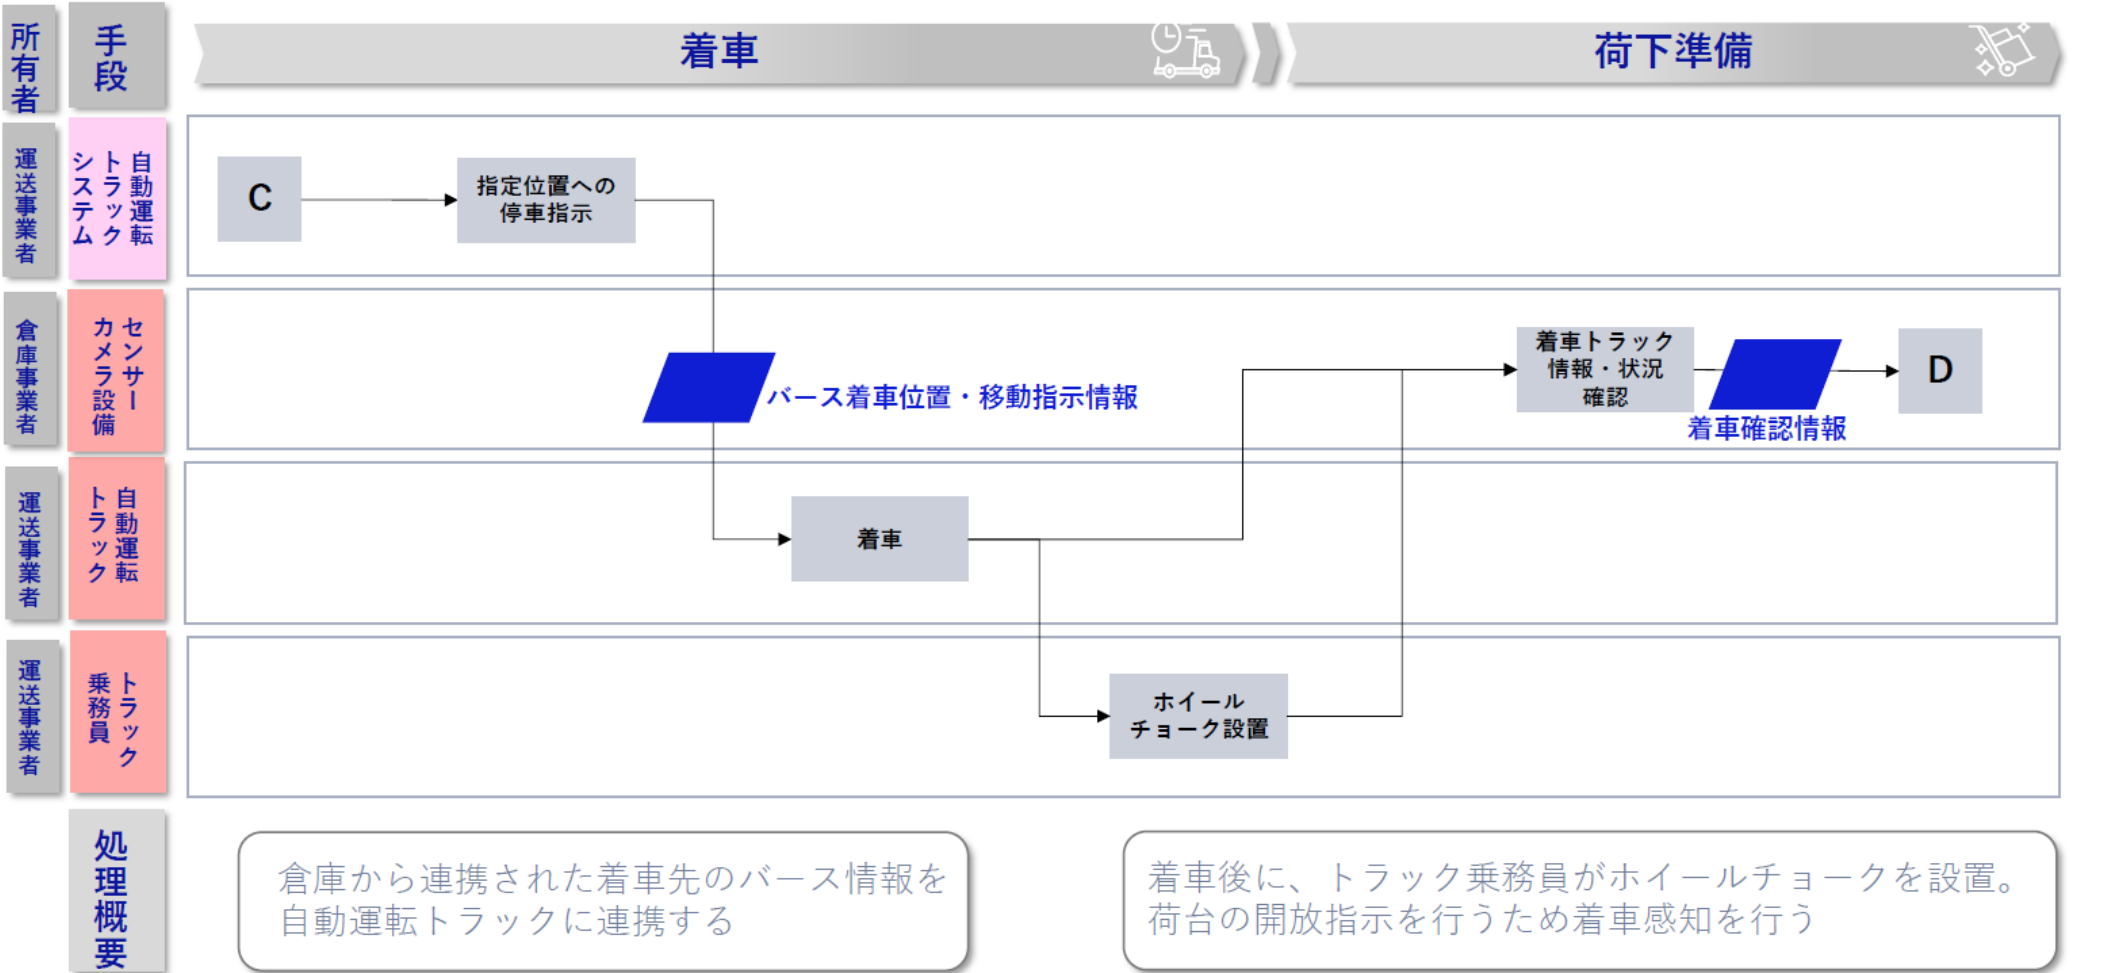 所有者
手段
着車
荷下準備
運送事業者
自動運転
トラック
システム
C
指定位置への
停車指示
倉庫事業者
センサー
カメラ設備
バース着車位置・移動指示情報
着車トラック
情報・状況
確認
着車確認情報
D
運送事業者
自動運転
トラック
着車
運送事業者
トラック
乗務員
ホイール
チョーク設置
処理概要
倉庫から連携された着車先のバース情報を
自動運転トラックに連携する
着車後に、トラック乗務員がホイールチョークを設置。
荷台の開放指示を行うため着車感知を行う